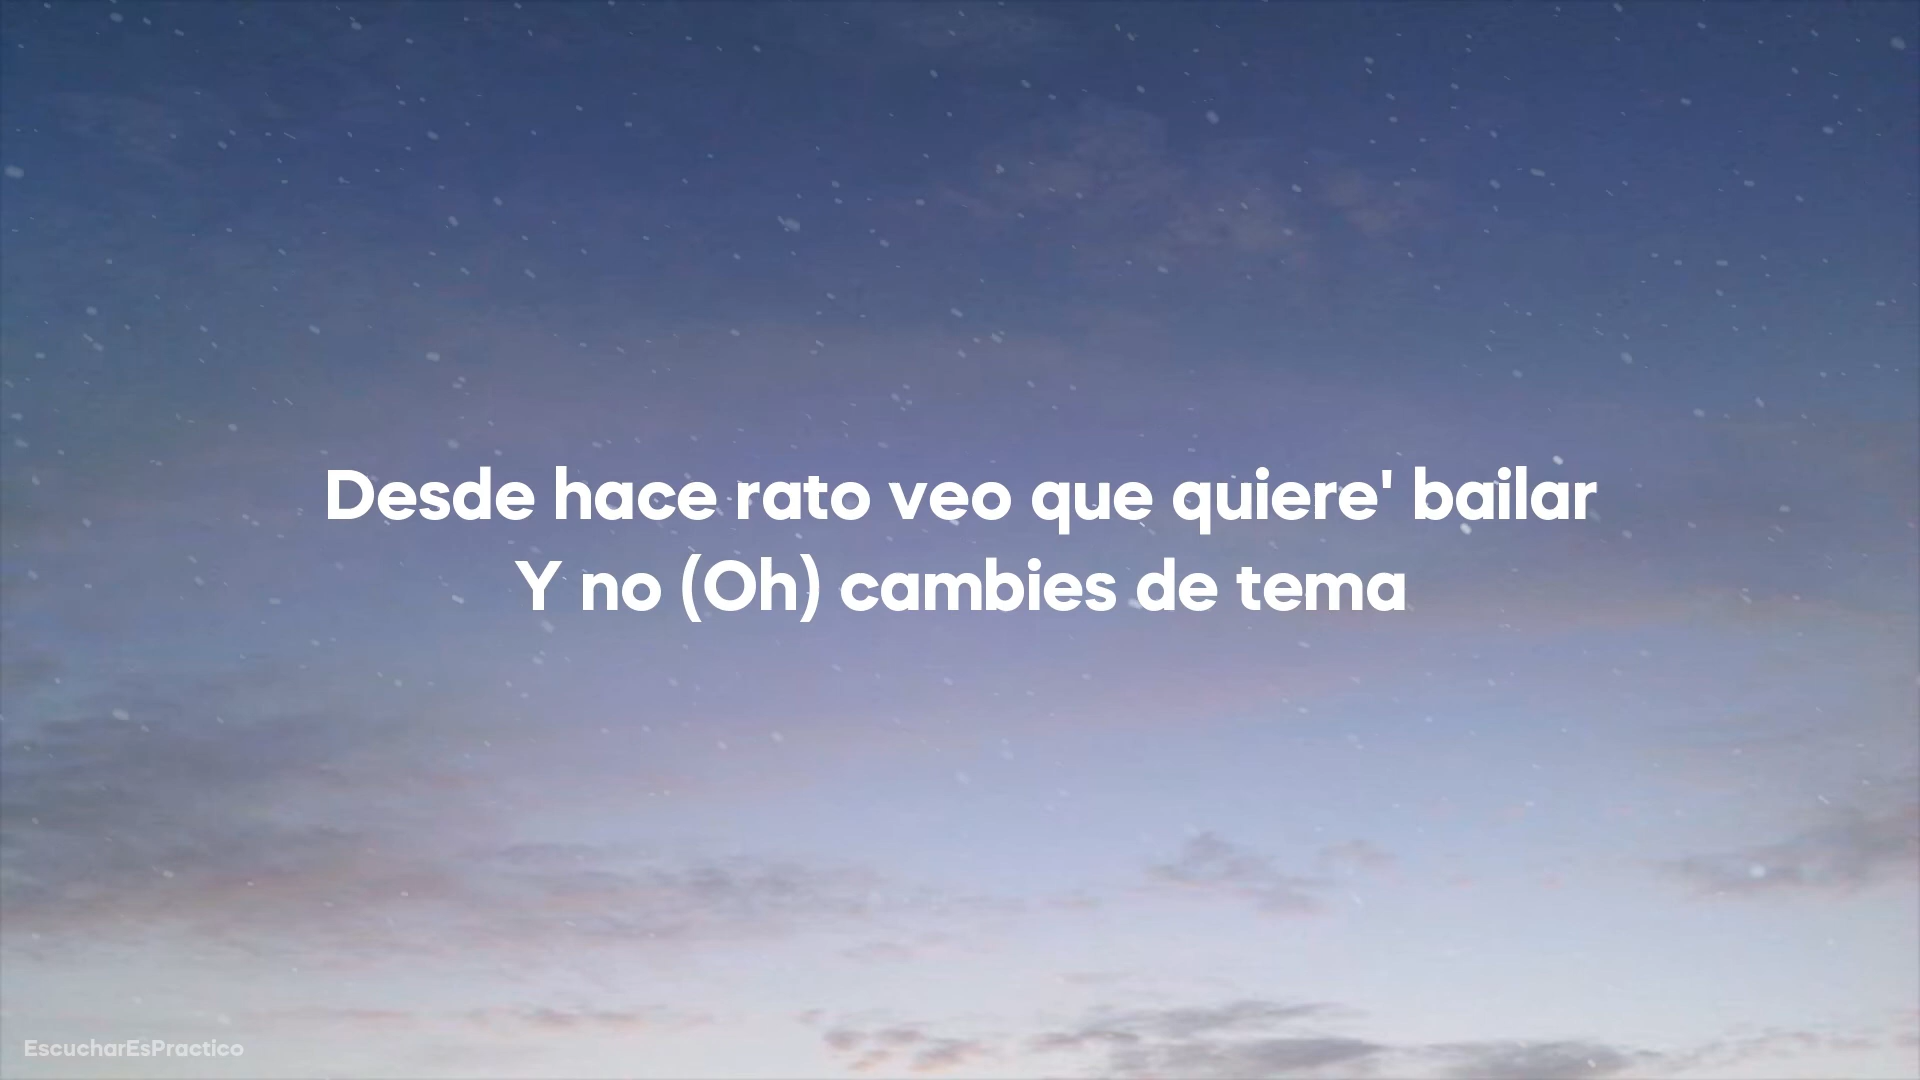 Desde hace rato veo que quiere' bailar
Y no (Oh) cambies de tema
EscucharEsPractico